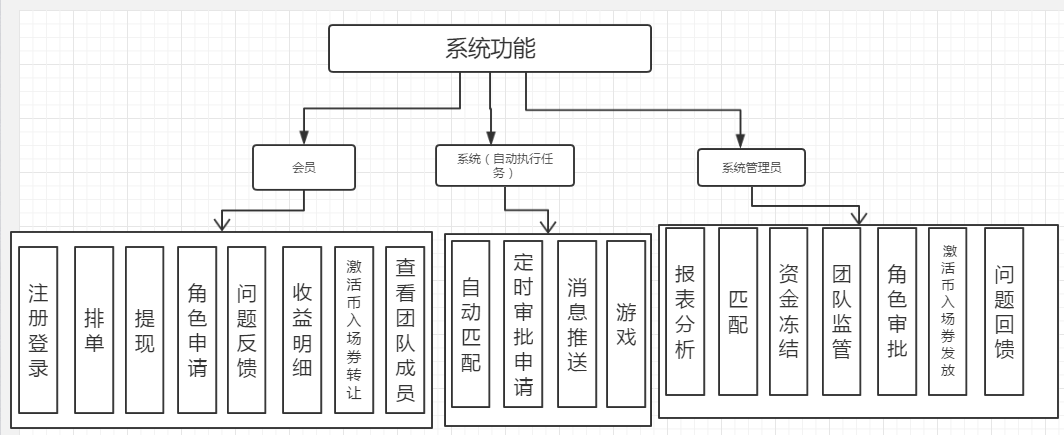 系统功能
会员
系统（自动执行任
务）
系统管理员
注册登录
排单
提现
角色申请
问题反馈
收益明细
激活币入场券转让
查看团队成员
自动匹配
定时审批申请
消息推送
游戏
报表分析
匹配
资金冻结
团队监管
角色审批
激活币入场券发放
问题回馈